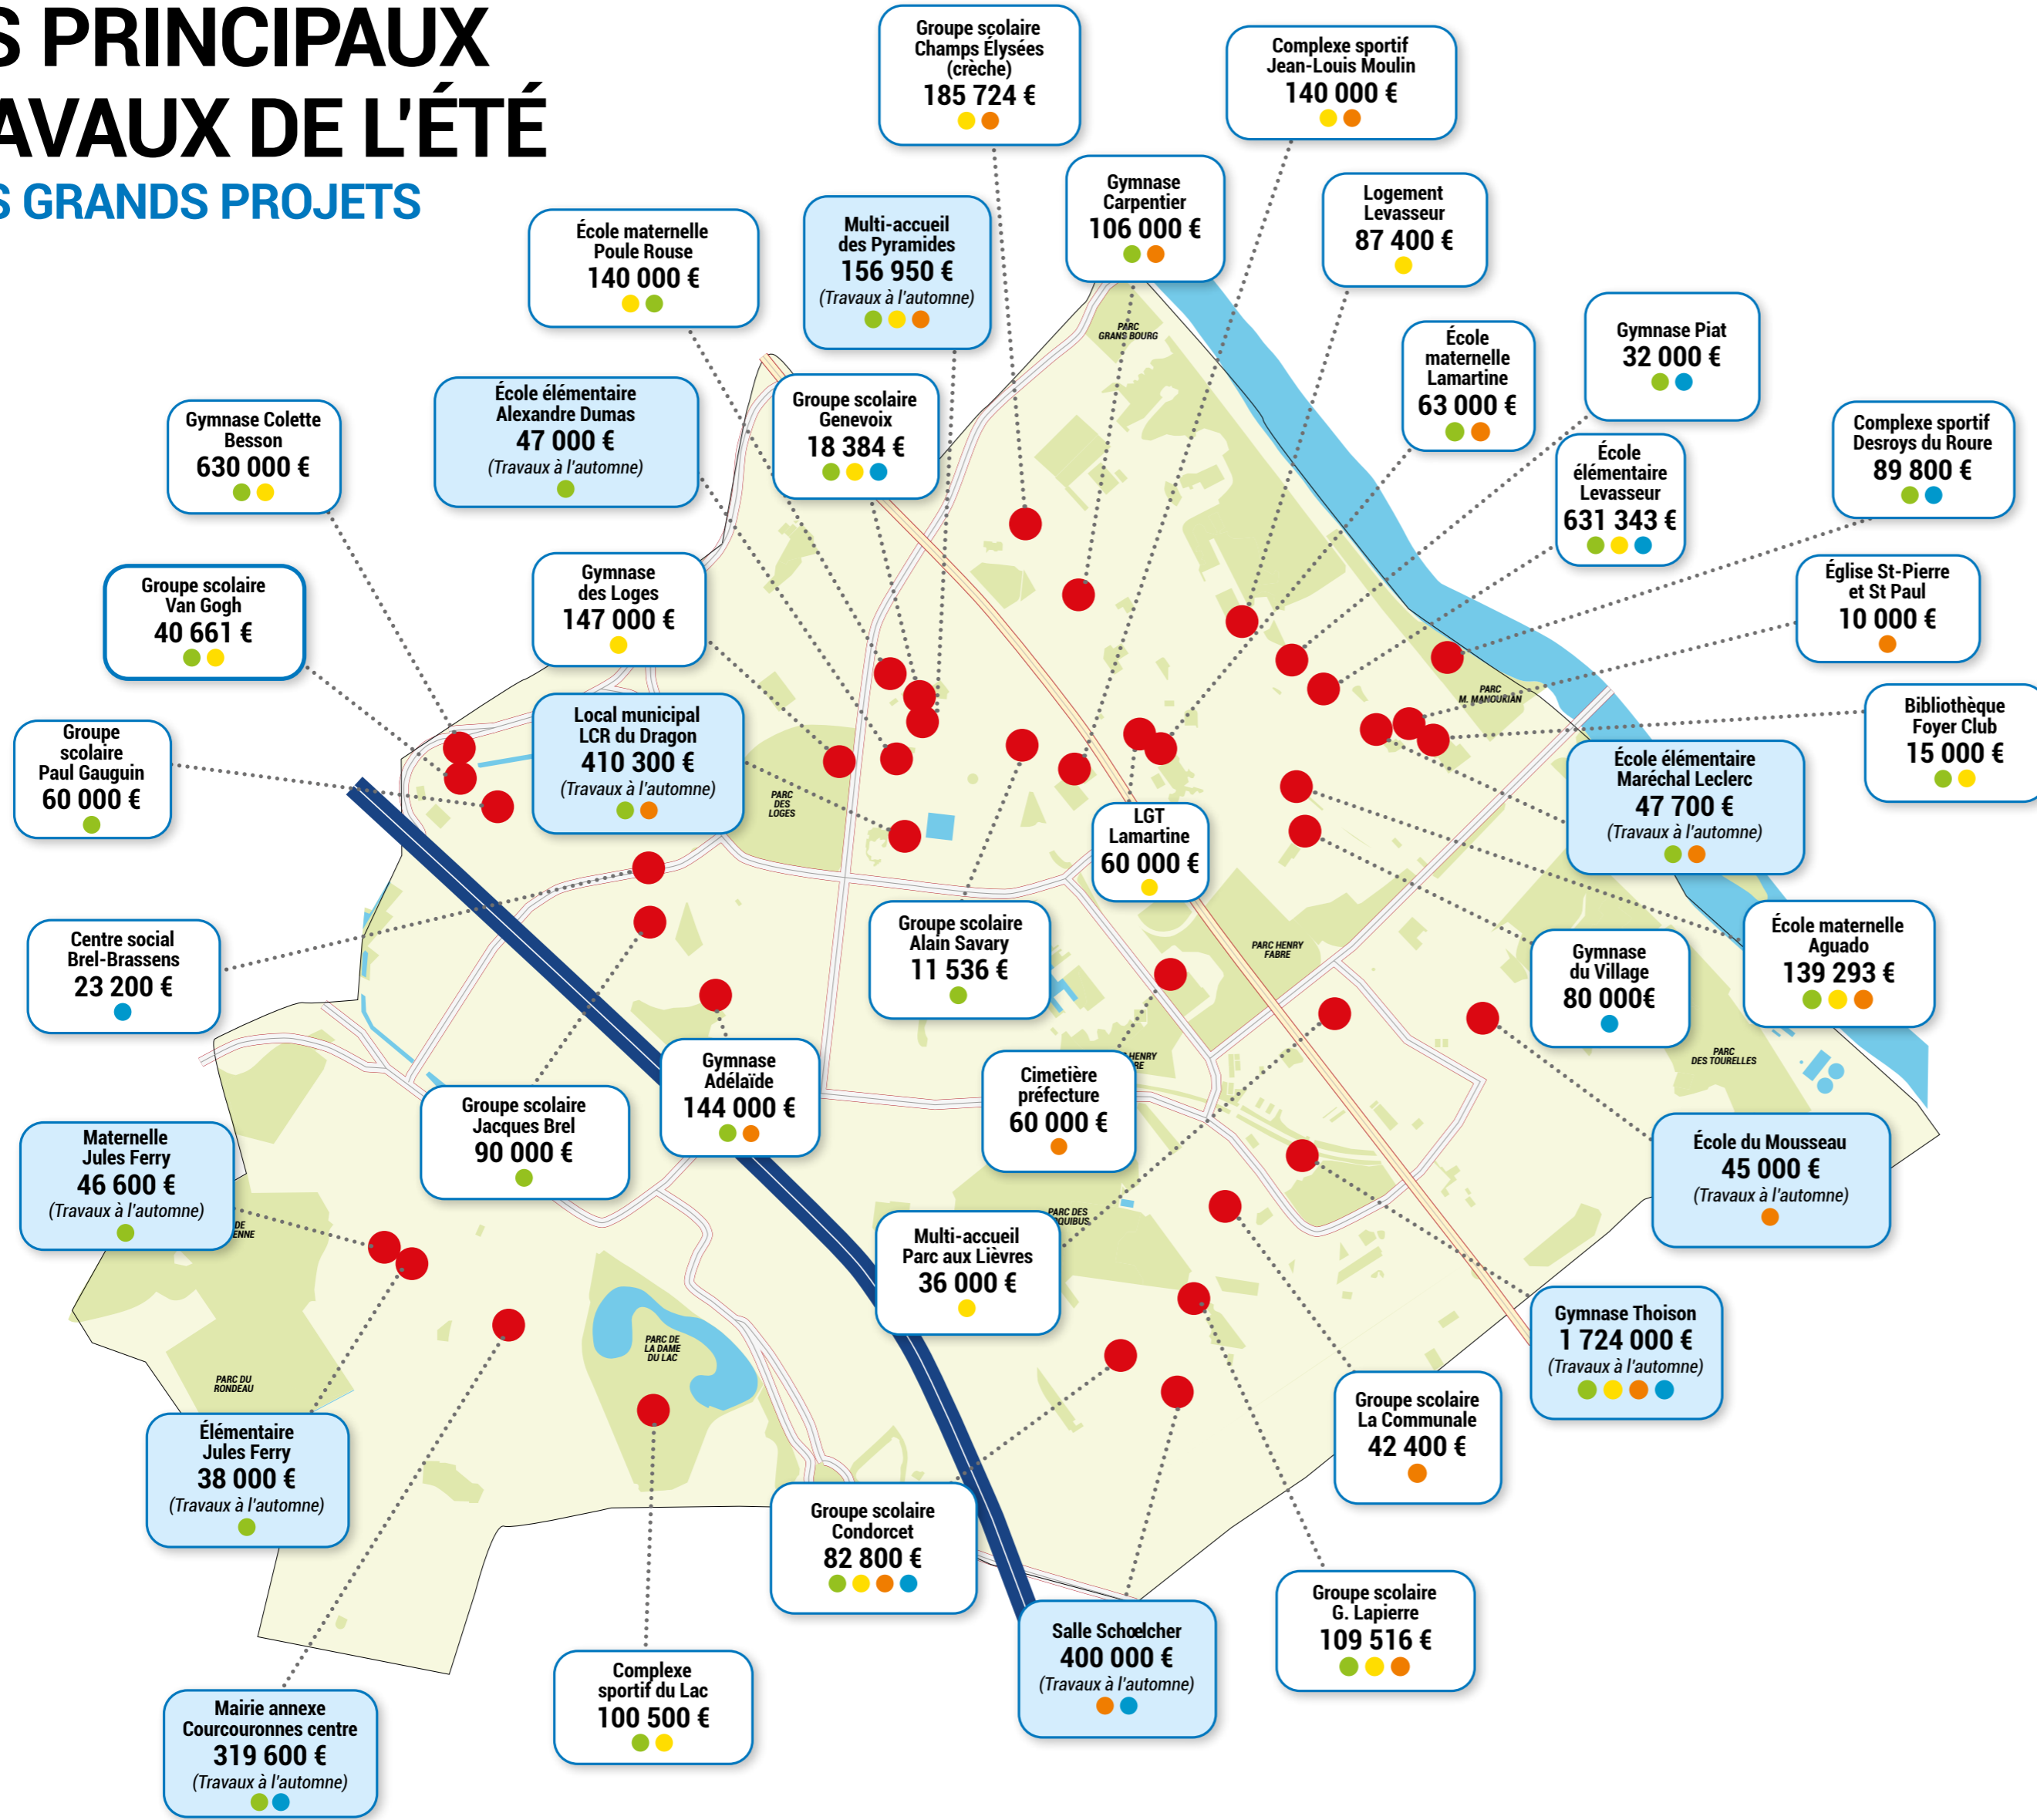 S PRINCIPAUX
AVAUX DE L'ÉTÉ
S GRANDS PROJETS
Groupe scolaire
Champs Élysées
(crèche)
185 724 €
Complexe sportif
Jean-Louis Moulin
140 000 €
Gymnase
Carpentier
106 000 €
Logement
Levasseur
87 400 €
École maternelle
Poule Rouse
140 000 €
Multi-accueil
des Pyramides
156 950 €
(Travaux à l'automne)
PARC
GRANS BOURG
École
maternelle
Lamartine
63 000 €
Gymnase Piat
32 000 €
École élémentaire
Alexandre Dumas
47 000 €
(Travaux à l'automne)
Groupe scolaire
Genevoix
18 384 €
Gymnase Colette
Besson
630 000 €
École
élémentaire
Levasseur
631 343 €
Complexe sportif
Desroys du Roure
89 800 €
Groupe scolaire
Van Gogh
40 661 €
Gymnase
des Loges
147 000 €
Église St-Pierre
et St Paul
10 000 €
PARC
M. MANOURIAN
Bibliothèque
Foyer Club
15 000 €
Groupe
scolaire
Paul Gauguin
60 000 €
Local municipal
LCR du Dragon
410 300 €
(Travaux à l'automne)
PARC
DES
LOGES
École élémentaire
Maréchal Leclerc
47 700 €
(Travaux à l'automne)
LGT
Lamartine
60 000 €
Centre social
Brel-Brassens
23 200 €
Groupe scolaire
Alain Savary
11 536 €
PARC HENRY
FABRE
Gymnase
du Village
80 000€
École maternelle
Aguado
139 293 €
Groupe scolaire
Jacques Brel
90 000 €
Gymnase
Adélaïde
144 000 €
Cimetière
préfecture
60 000 €
HENRY
RE
PARC
DES TOURELLES
Maternelle
Jules Ferry
46 600 €
(Travaux à l'automne)
DE
ENNE
École du Mousseau
45 000 €
(Travaux à l'automne)
Multi-accueil
Parc aux Lièvres
36 000 €
PARC DES
QUIBUS
Gymnase Thoison
1 724 000 €
(Travaux à l'automne)
PARC DE
LA DAME
DU LAC
PARC DU
RONDEAU
Groupe scolaire
La Communale
42 400 €
Élémentaire
Jules Ferry
38 000 €
(Travaux à l'automne)
Groupe scolaire
Condorcet
82 800 €
Groupe scolaire
G. Lapierre
109 516 €
Salle Schœlcher
400 000 €
(Travaux à l'automne)
Complexe
sportif du Lac
100 500 €
Mairie annexe
Courcouronnes centre
319 600 €
(Travaux à l'automne)